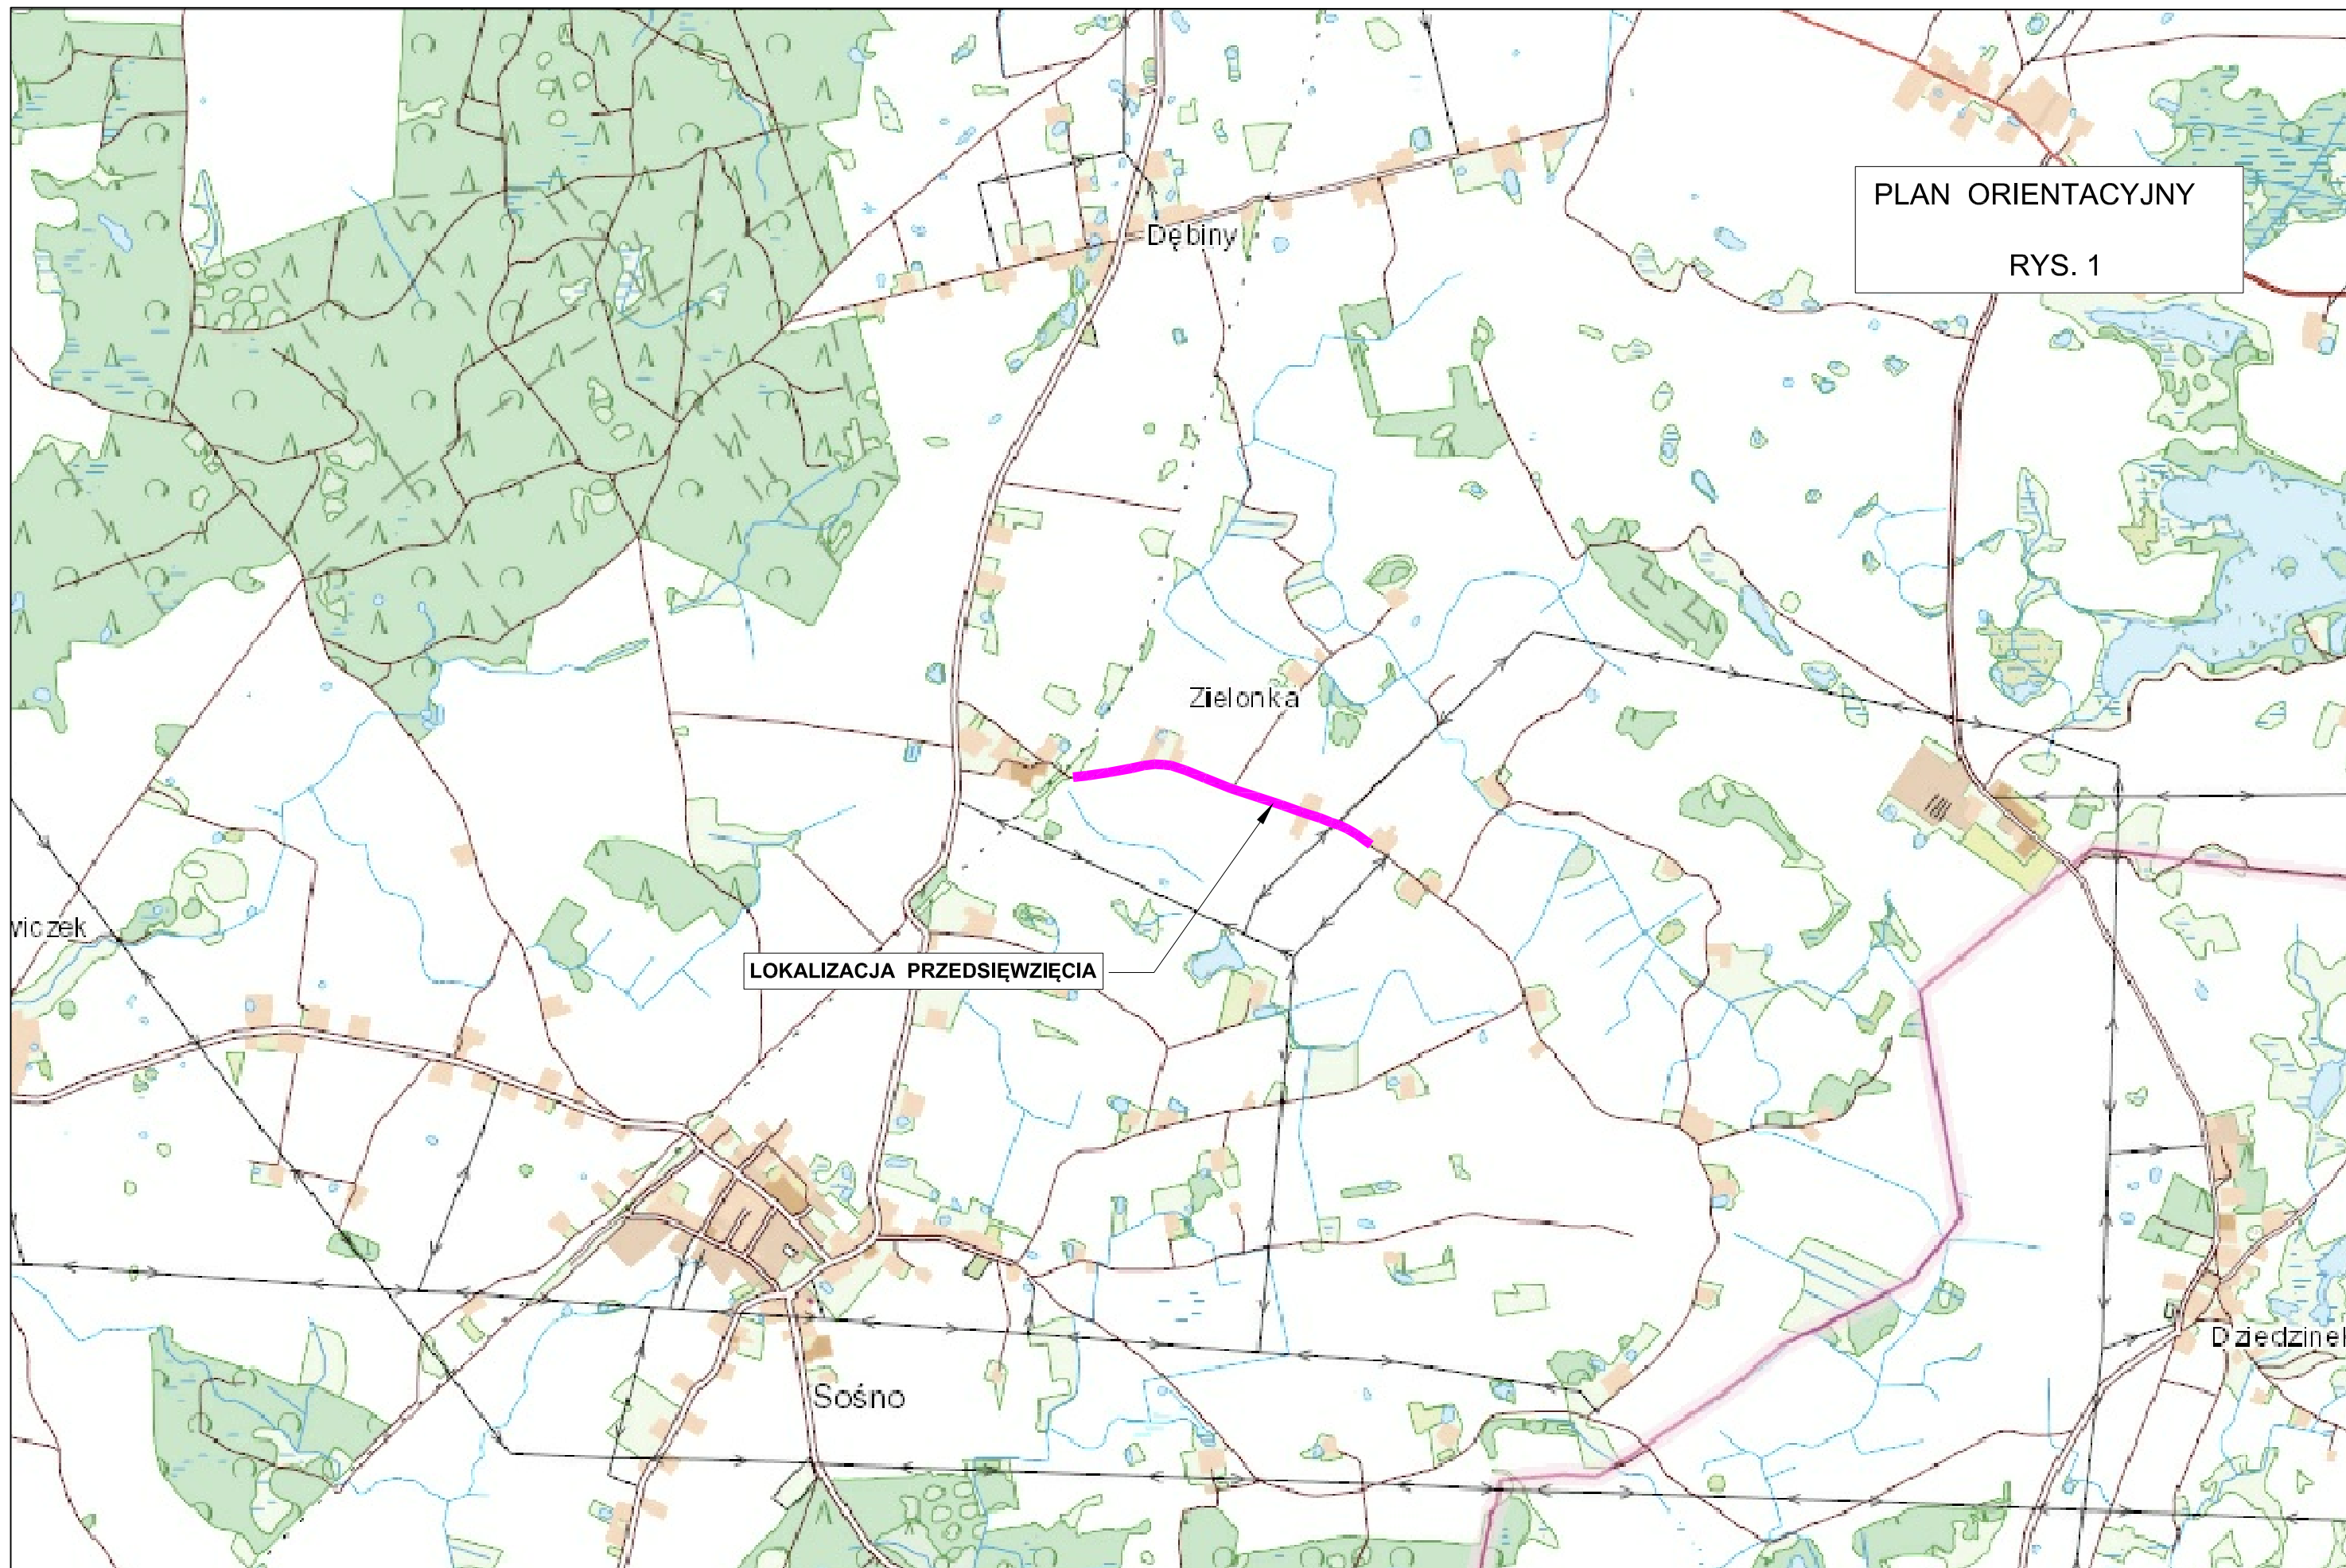 PLAN ORIENTACYJNY
RYS. 1
Dębiny
Zielonka
wiczek
LOKALIZACJA PRZEDSIĘWZIĘCIA
Dziedzinek
Sośno